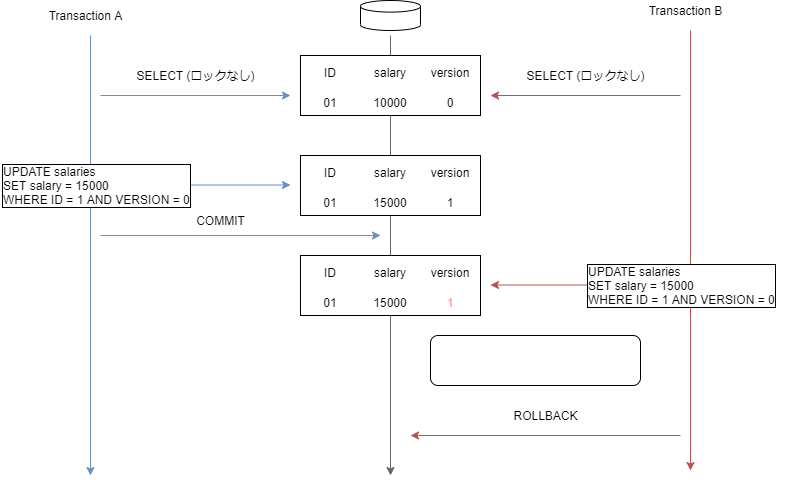 Transaction A
Transaction B
SELECT (ロックなし)
ID salary version
01 10000 0
SELECT (ロックなし)
UPDATE salaries
SET salary = 15000
WHERE ID = 1 AND VERSION = 0
ID salary version
01 15000 1
COMMIT
ID salary version
01 15000 1
UPDATE salaries
SET salary = 15000
WHERE ID = 1 AND VERSION = 0
ROLLBACK